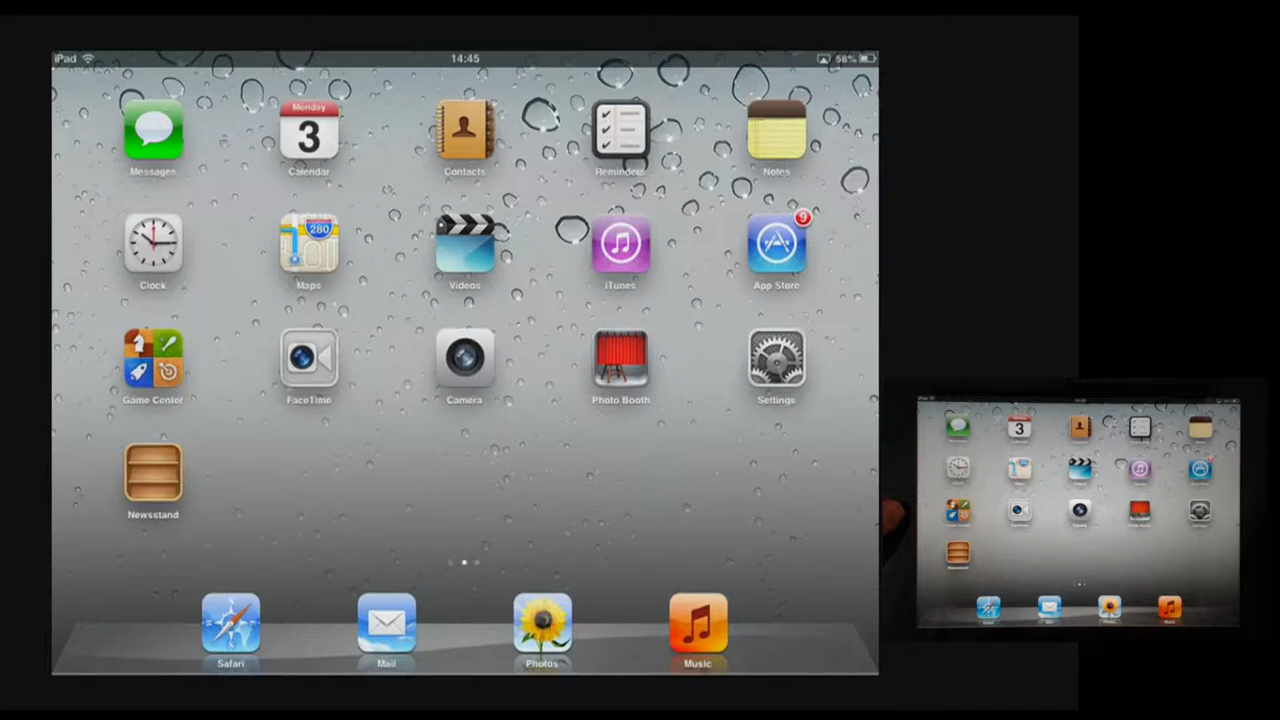 iPad 14:45 58%
Monday
3
Messages Calendar Contacts Reminders Notes
280
9
Clock Maps Videos iTunes App Store
Game Center FaceTime Camera Photo Booth Settings
Newsstand
Safari Mail Photos Music
3